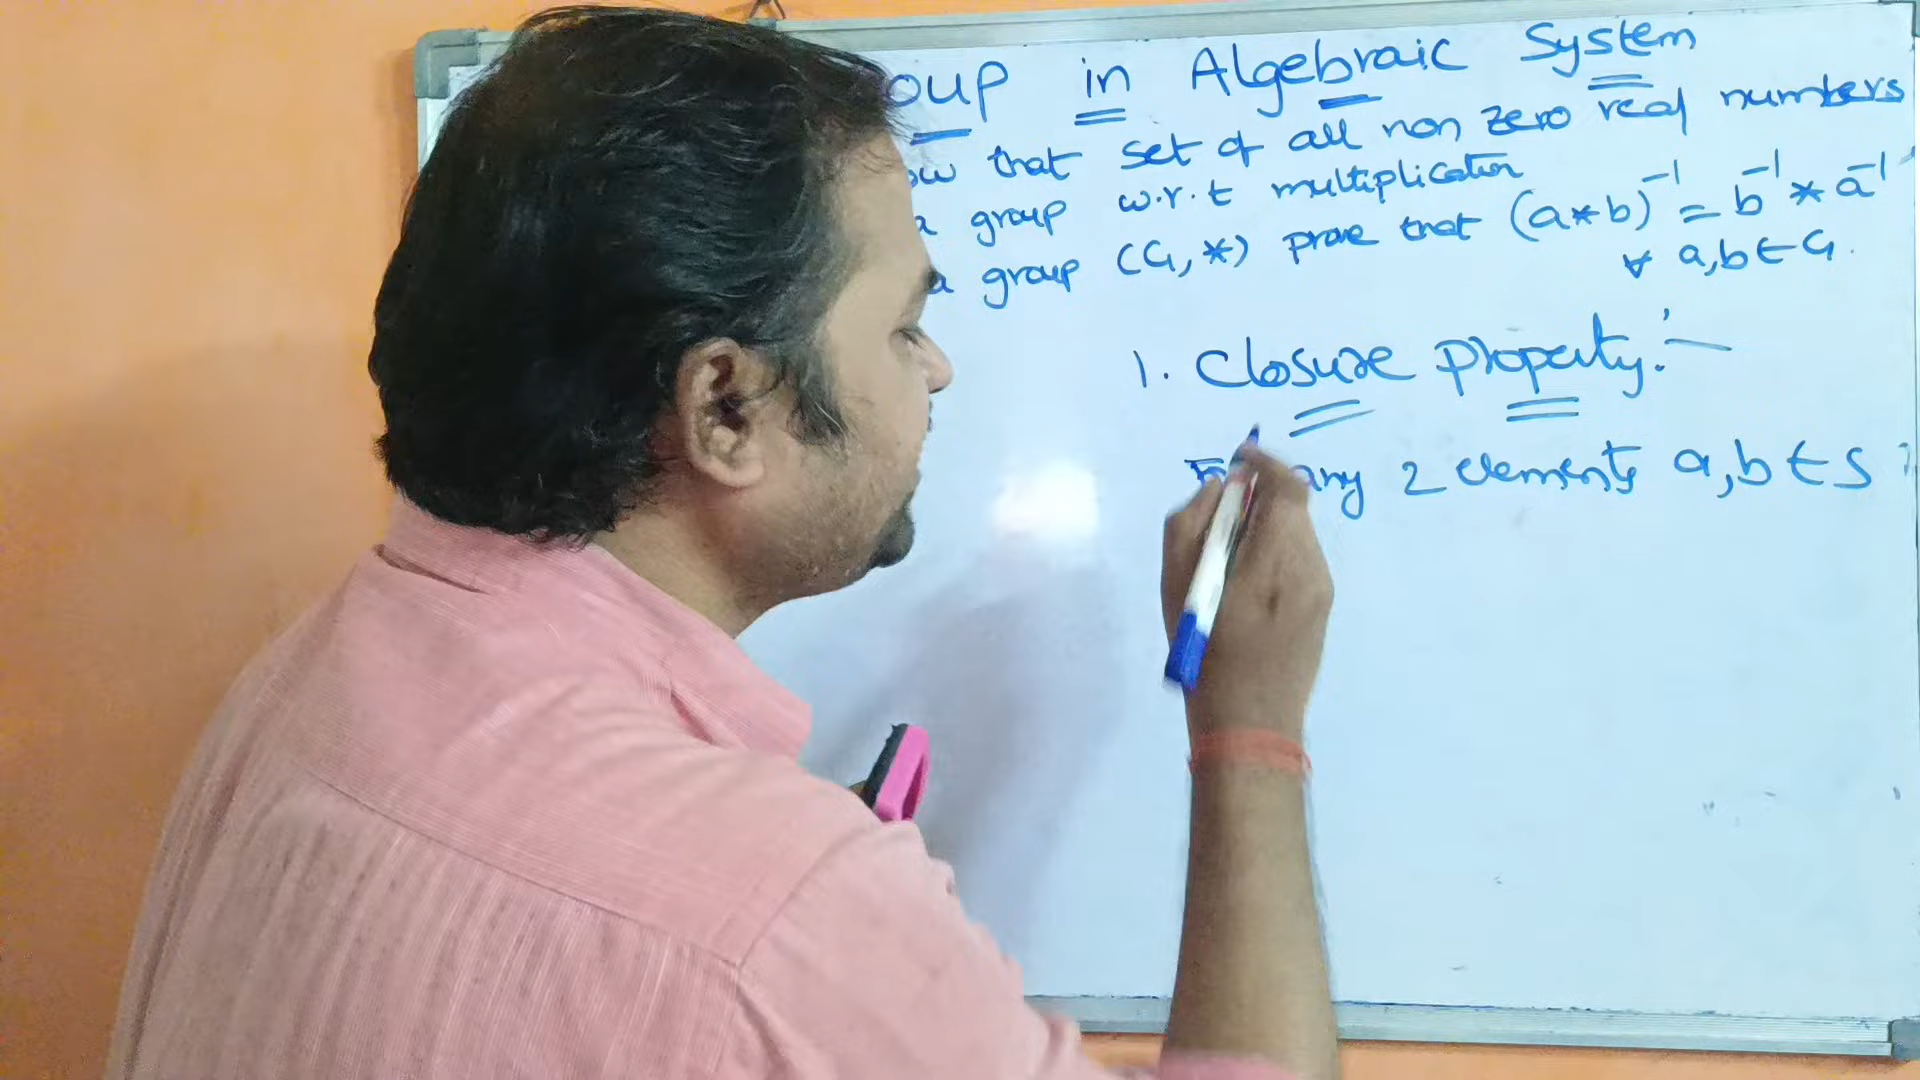 oup in Algebraic System
ow that set of all non zero real numbers
a group w.r.t multiplication
a group (G, *) prove that (a*b)⁻¹ = b⁻¹ * a⁻¹
∀ a,b ∈ G.
1. Closure property:-
any 2 elements a,b ∈ S